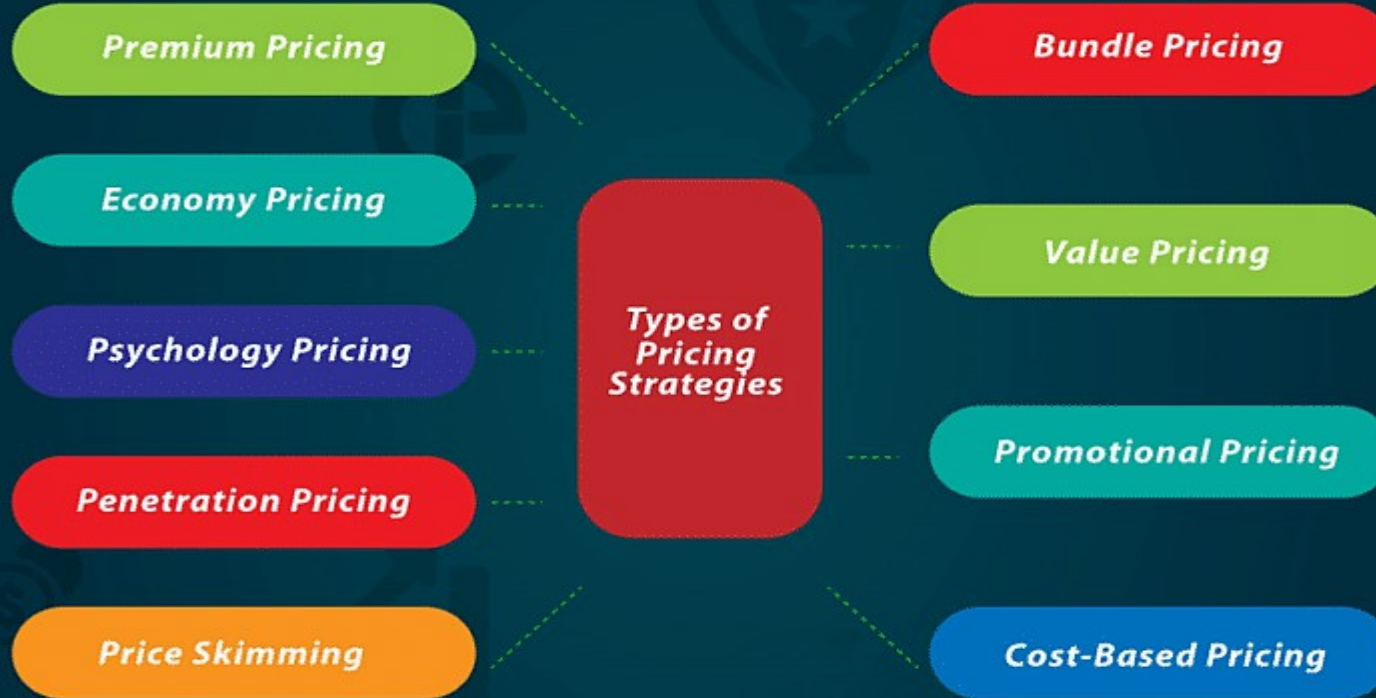 Premium Pricing
Economy Pricing
Psychology Pricing
Penetration Pricing
Price Skimming
Types of
Pricing
Strategies
Bundle Pricing
Value Pricing
Promotional Pricing
Cost-Based Pricing